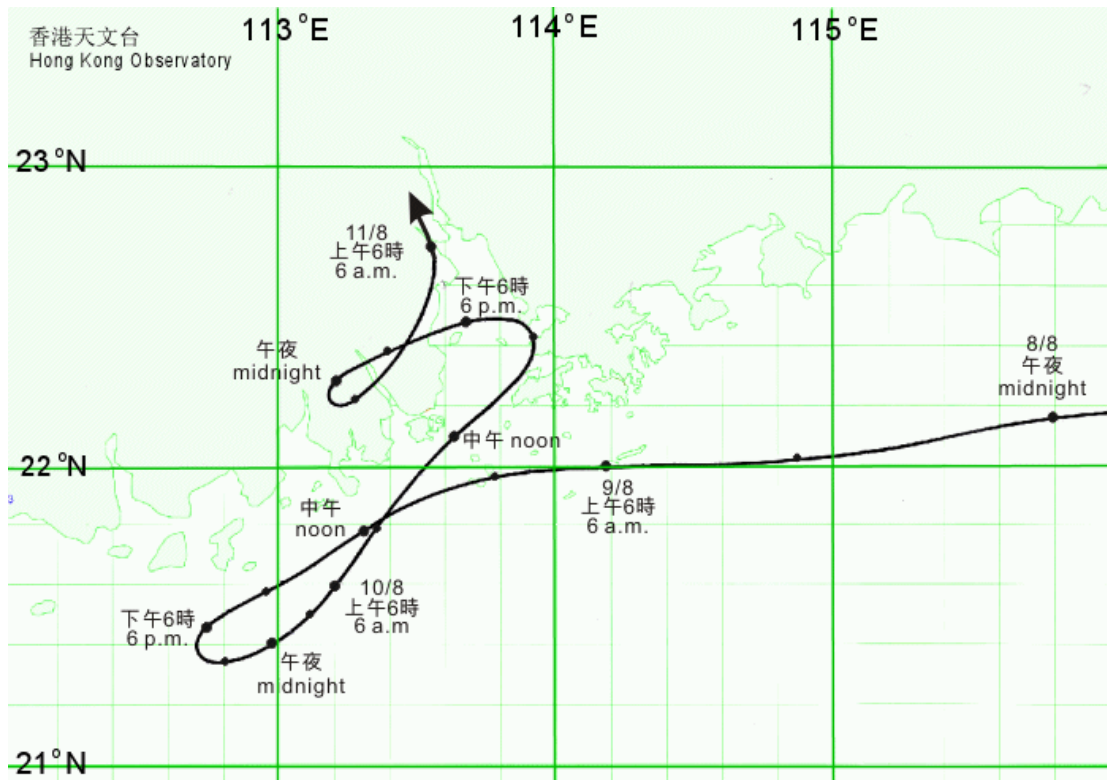 香港天文台
Hong Kong Observatory
113°E
114°E
115°E
23°N
11/8
上午6時
6 a.m.
下午6時
6 p.m.
午夜
midnight
8/8
午夜
midnight
中午 noon
22°N
9/8
上午6時
6 a.m.
中午
noon
10/8
上午6時
6 a.m
下午6時
6 p.m.
午夜
midnight
21°N